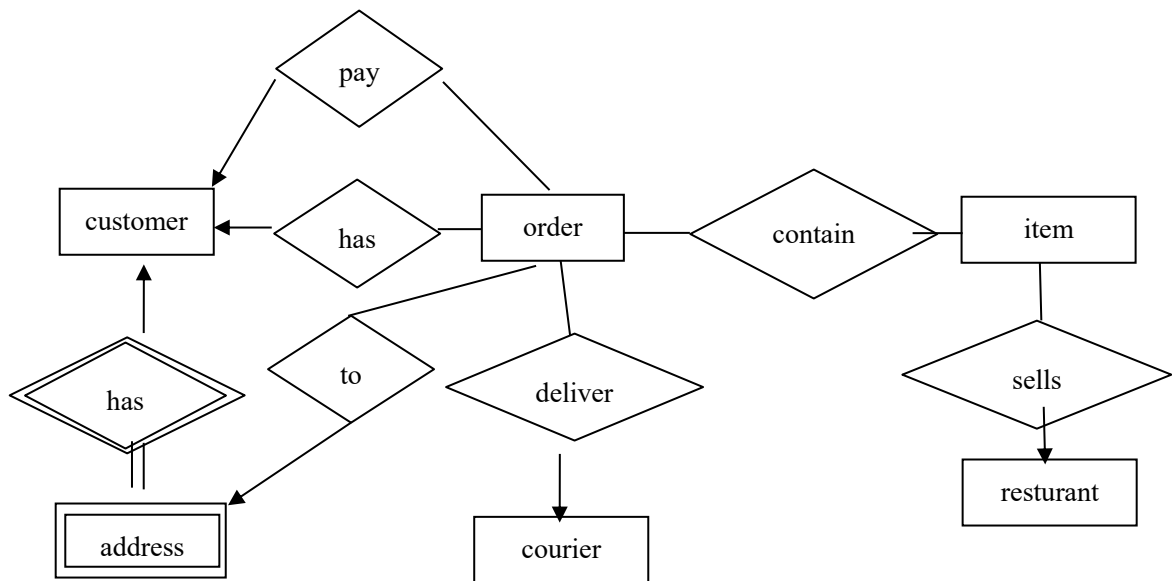 pay
customer
has
order
contain
item
has
to
deliver
sells
address
courier
resturant